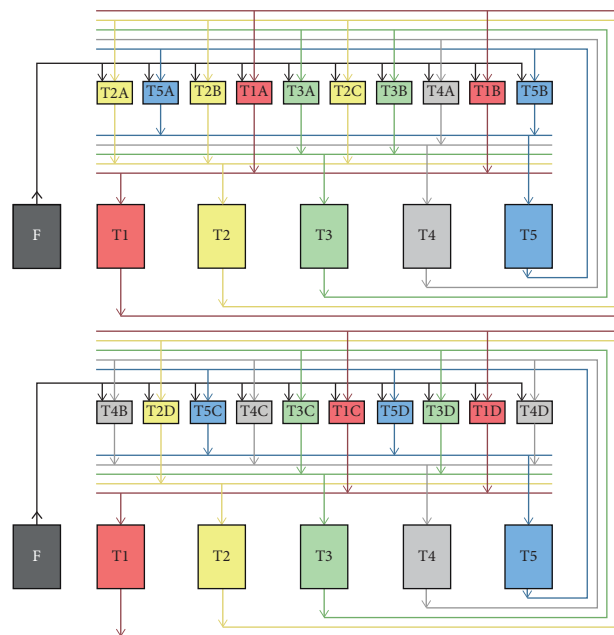 T2A T5A T2B T1A T3A T2C T3B T4A T1B T5B
F T1 T2 T3 T4 T5
T4B T2D T5C T4C T3C T1C T5D T3D T1D T4D
F T1 T2 T3 T4 T5